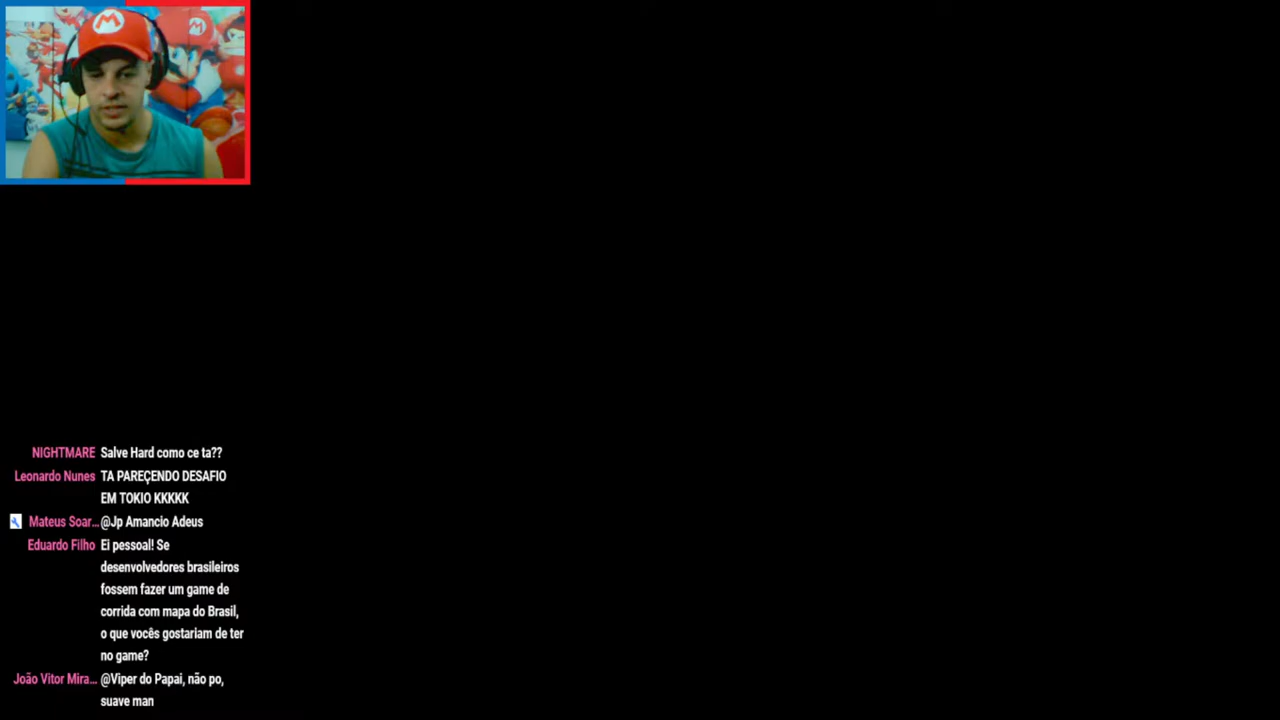 M
M
NIGHTMARE Salve Hard como ce ta??
Leonardo Nunes TA PAREÇENDO DESAFIO
EM TOKIO KKKKK
Mateus Soar... @Jp Amancio Adeus
Eduardo Filho Ei pessoal! Se
desenvolvedores brasileiros
fossem fazer um game de
corrida com mapa do Brasil,
o que vocês gostariam de ter
no game?
João Vitor Mira... @Viper do Papai, não po,
suave man